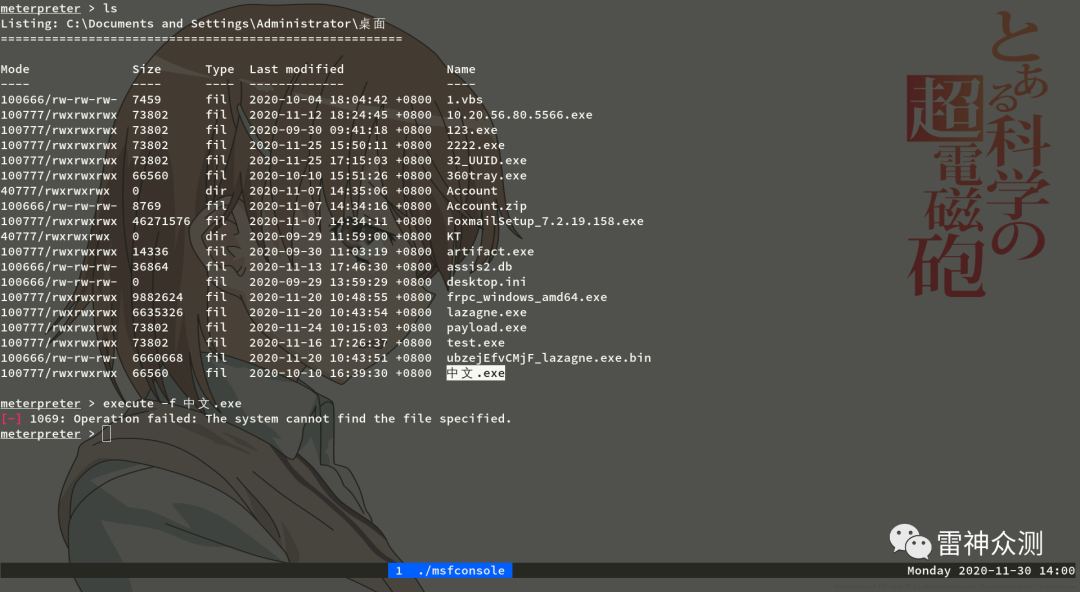 meterpreter > ls
Listing: C:\Documents and Settings\Administrator\桌面
=======================================================
Mode Size Type Last modified Name
---- ---- ---- ------------- ----
100666/rw-rw-rw- 7459 fil 2020-10-04 18:04:42 +0800 1.vbs
100777/rwxrwxrwx 73802 fil 2020-11-12 18:24:45 +0800 10.20.56.80.5566.exe
100777/rwxrwxrwx 73802 fil 2020-09-30 09:41:18 +0800 123.exe
100777/rwxrwxrwx 73802 fil 2020-11-25 15:50:11 +0800 2222.exe
100777/rwxrwxrwx 73802 fil 2020-11-25 17:15:03 +0800 32_UUID.exe
100777/rwxrwxrwx 66560 fil 2020-10-10 15:51:26 +0800 360tray.exe
40777/rwxrwxrwx 0 dir 2020-11-07 14:35:06 +0800 Account
100666/rw-rw-rw- 8769 fil 2020-11-07 14:34:16 +0800 Account.zip
100777/rwxrwxrwx 46271576 fil 2020-11-07 14:34:11 +0800 FoxmailSetup_7.2.19.158.exe
40777/rwxrwxrwx 0 dir 2020-09-29 11:59:00 +0800 KT
100777/rwxrwxrwx 14336 fil 2020-09-30 11:03:19 +0800 artifact.exe
100666/rw-rw-rw- 36864 fil 2020-11-13 17:46:30 +0800 assis2.db
100666/rw-rw-rw- 0 fil 2020-09-29 13:59:29 +0800 desktop.ini
100777/rwxrwxrwx 9882624 fil 2020-11-20 10:48:55 +0800 frpc_windows_amd64.exe
100777/rwxrwxrwx 6635326 fil 2020-11-20 10:43:54 +0800 lazagne.exe
100777/rwxrwxrwx 73802 fil 2020-11-24 10:15:03 +0800 payload.exe
100777/rwxrwxrwx 73802 fil 2020-11-16 17:26:37 +0800 test.exe
100666/rw-rw-rw- 6660668 fil 2020-11-20 10:43:51 +0800 ubzejEfvCMjF_lazagne.exe.bin
100777/rwxrwxrwx 66560 fil 2020-10-10 16:39:30 +0800 中文.exe
meterpreter > execute -f 中文.exe
[-] 1069: Operation failed: The system cannot find the file specified.
meterpreter >
とある科学の
超電磁砲
雷神众测
1 ./msfconsole
Monday 2020-11-30 14:00